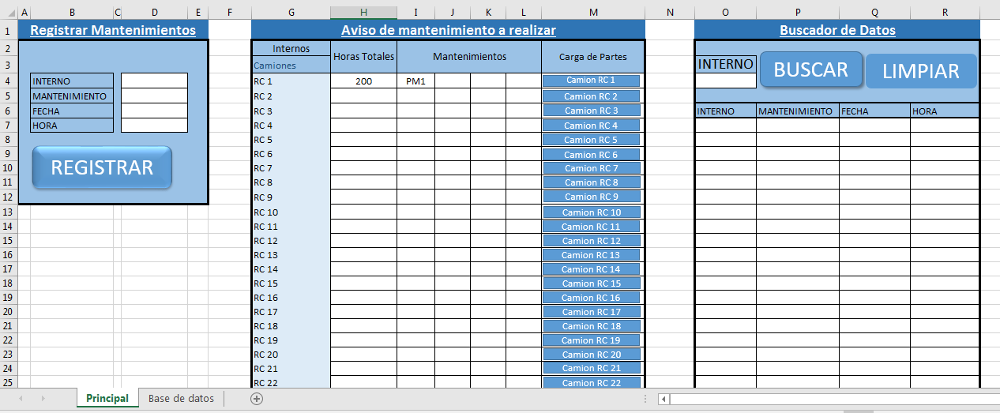 A B C D E F G H I J K L M N O P Q R
1 Registrar Mantenimientos Aviso de mantenimiento a realizar Buscador de Datos
2 Internos Horas Totales Mantenimientos Carga de Partes
3 Camiones INTERNO BUSCAR LIMPIAR
4 INTERNO RC 1 200 PM1 Camion RC 1
5 MANTENIMIENTO RC 2 Camion RC 2
6 FECHA RC 3 Camion RC 3 INTERNO MANTENIMIENTO FECHA HORA
7 HORA RC 4 Camion RC 4
8 RC 5 Camion RC 5
9 RC 6 Camion RC 6
10 REGISTRAR RC 7 Camion RC 7
11 RC 8 Camion RC 8
12 RC 9 Camion RC 9
13 RC 10 Camion RC 10
14 RC 11 Camion RC 11
15 RC 12 Camion RC 12
16 RC 13 Camion RC 13
17 RC 14 Camion RC 14
18 RC 15 Camion RC 15
19 RC 16 Camion RC 16
20 RC 17 Camion RC 17
21 RC 18 Camion RC 18
22 RC 19 Camion RC 19
23 RC 20 Camion RC 20
24 RC 21 Camion RC 21
25 RC 22 Camion RC 22
Principal Base de datos